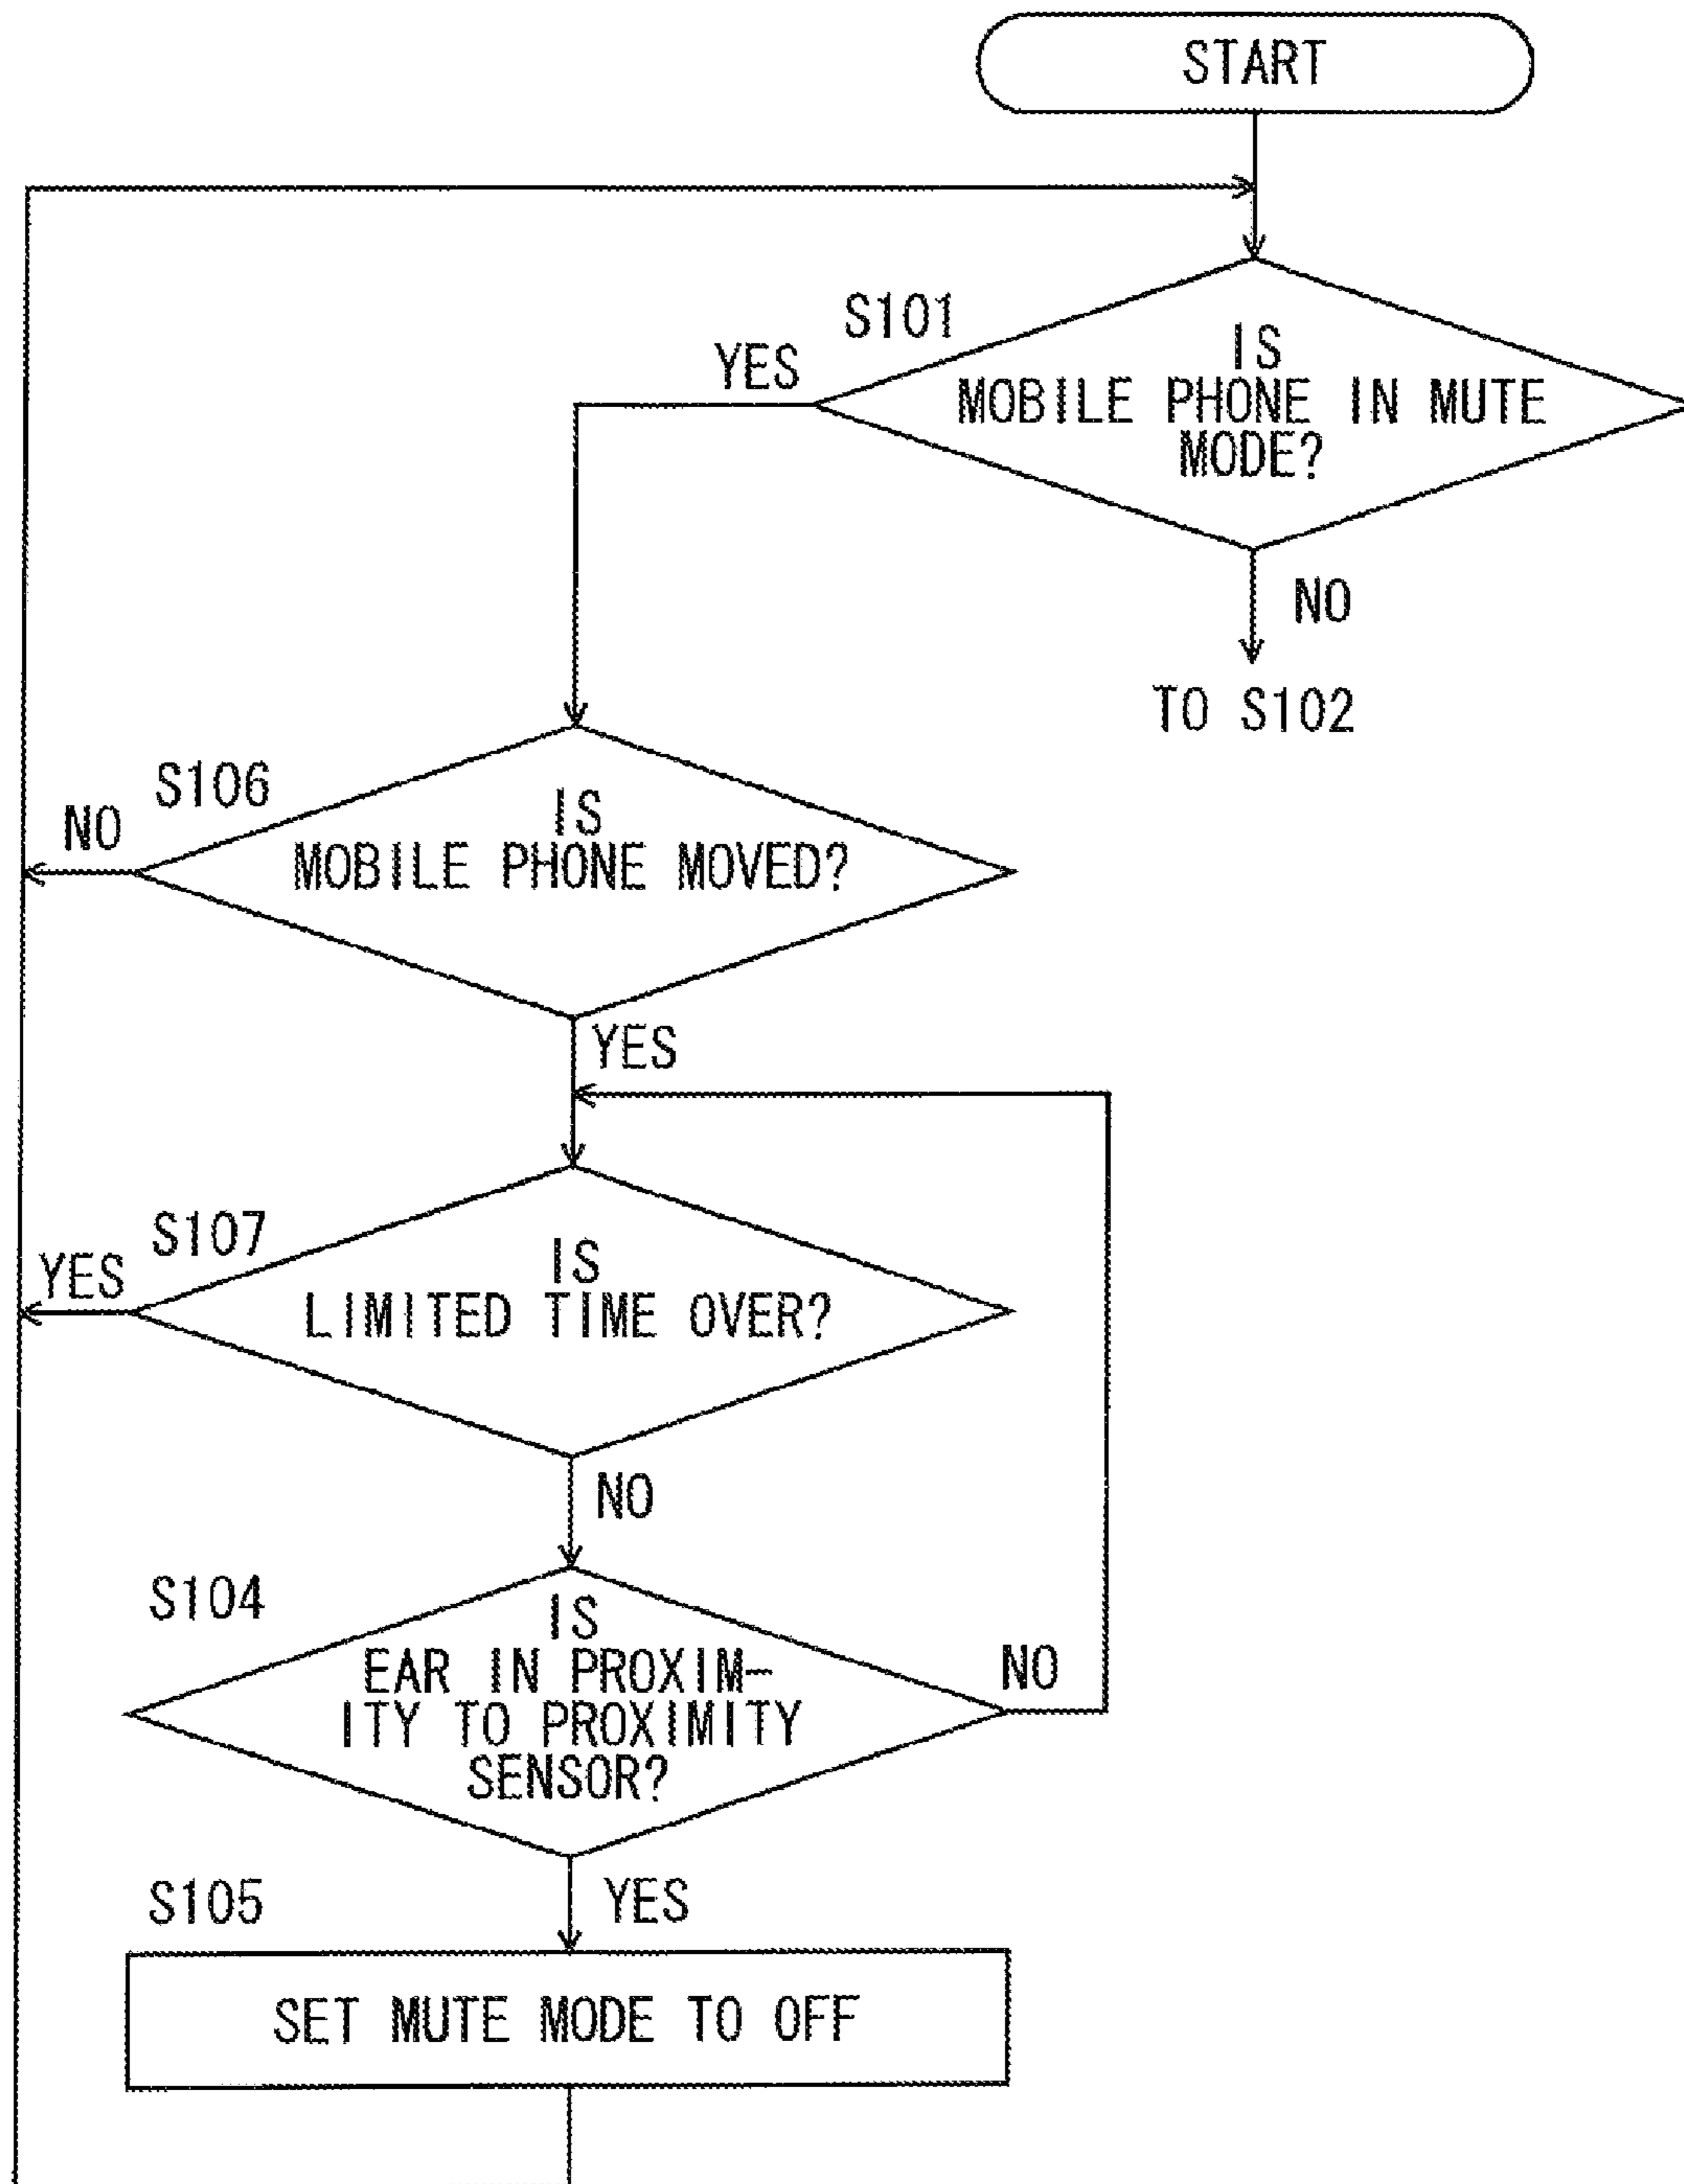 START
S101
YES
IS
MOBILE PHONE IN MUTE
MODE?
NO
TO S102
S106
NO
IS
MOBILE PHONE MOVED?
YES
S107
YES
IS
LIMITED TIME OVER?
NO
S104
IS
EAR IN PROXIM-
ITY TO PROXIMITY
SENSOR?
NO
YES
S105
SET MUTE MODE TO OFF